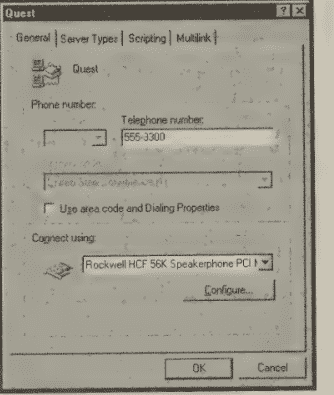 Quest
General Server Types Scripting Multilink
Quest
Phone number:
Telephone number:
555-3300
Use area code and Dialing Properties
Connect using:
Rockwell HCF 56K Speakerphone PCI
Configure...
OK Cancel